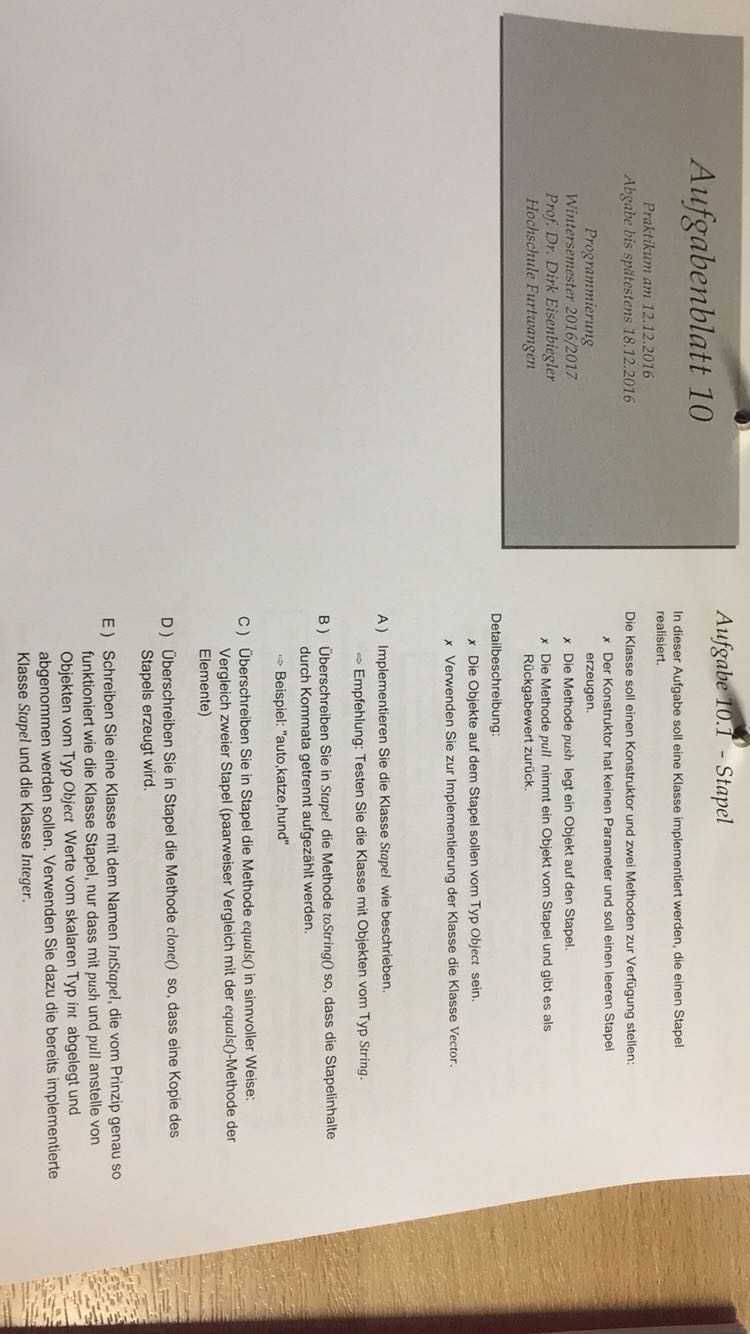 Aufgabenblatt 10
Praktikum am 12.12.2016
Abgabe bis spätestens 18.12.2016
Programmierung
Wintersemester 2016/2017
Prof. Dr. Dirk Eisenbiegler
Hochschule Furtwangen
Aufgabe 10.1 - Stapel
In dieser Aufgabe soll eine Klasse implementiert werden, die einen Stapel
realisiert.
Die Klasse soll einen Konstruktor und zwei Methoden zur Verfügung stellen:
✗ Der Konstruktor hat keinen Parameter und soll einen leeren Stapel
erzeugen.
✗ Die Methode push legt ein Objekt auf den Stapel.
✗ Die Methode pull nimmt ein Objekt vom Stapel und gibt es als
Rückgabewert zurück.
Detailbeschreibung:
✗ Die Objekte auf dem Stapel sollen vom Typ Object sein.
✗ Verwenden Sie zur Implementierung der Klasse die Klasse Vector.
A) Implementieren Sie die Klasse Stapel wie beschrieben.
⇨ Empfehlung: Testen Sie die Klasse mit Objekten vom Typ String.
B) Überschreiben Sie in Stapel die Methode toString() so, dass die Stapelinhalte
durch Kommata getrennt aufgezählt werden.
⇨ Beispiel: "auto,katze,hund"
C) Überschreiben Sie in Stapel die Methode equals() in sinnvoller Weise:
Vergleich zweier Stapel (paarweiser Vergleich mit der equals()-Methode der
Elemente)
D) Überschreiben Sie in Stapel die Methode clone() so, dass eine Kopie des
Stapels erzeugt wird.
E) Schreiben Sie eine Klasse mit dem Namen IntStapel, die vom Prinzip genau so
funktioniert wie die Klasse Stapel, nur dass mit push und pull anstelle von
Objekten vom Typ Object Werte vom skalaren Typ int abgelegt und
abgenommen werden sollen. Verwenden Sie dazu die bereits implementierte
Klasse Stapel und die Klasse Integer.